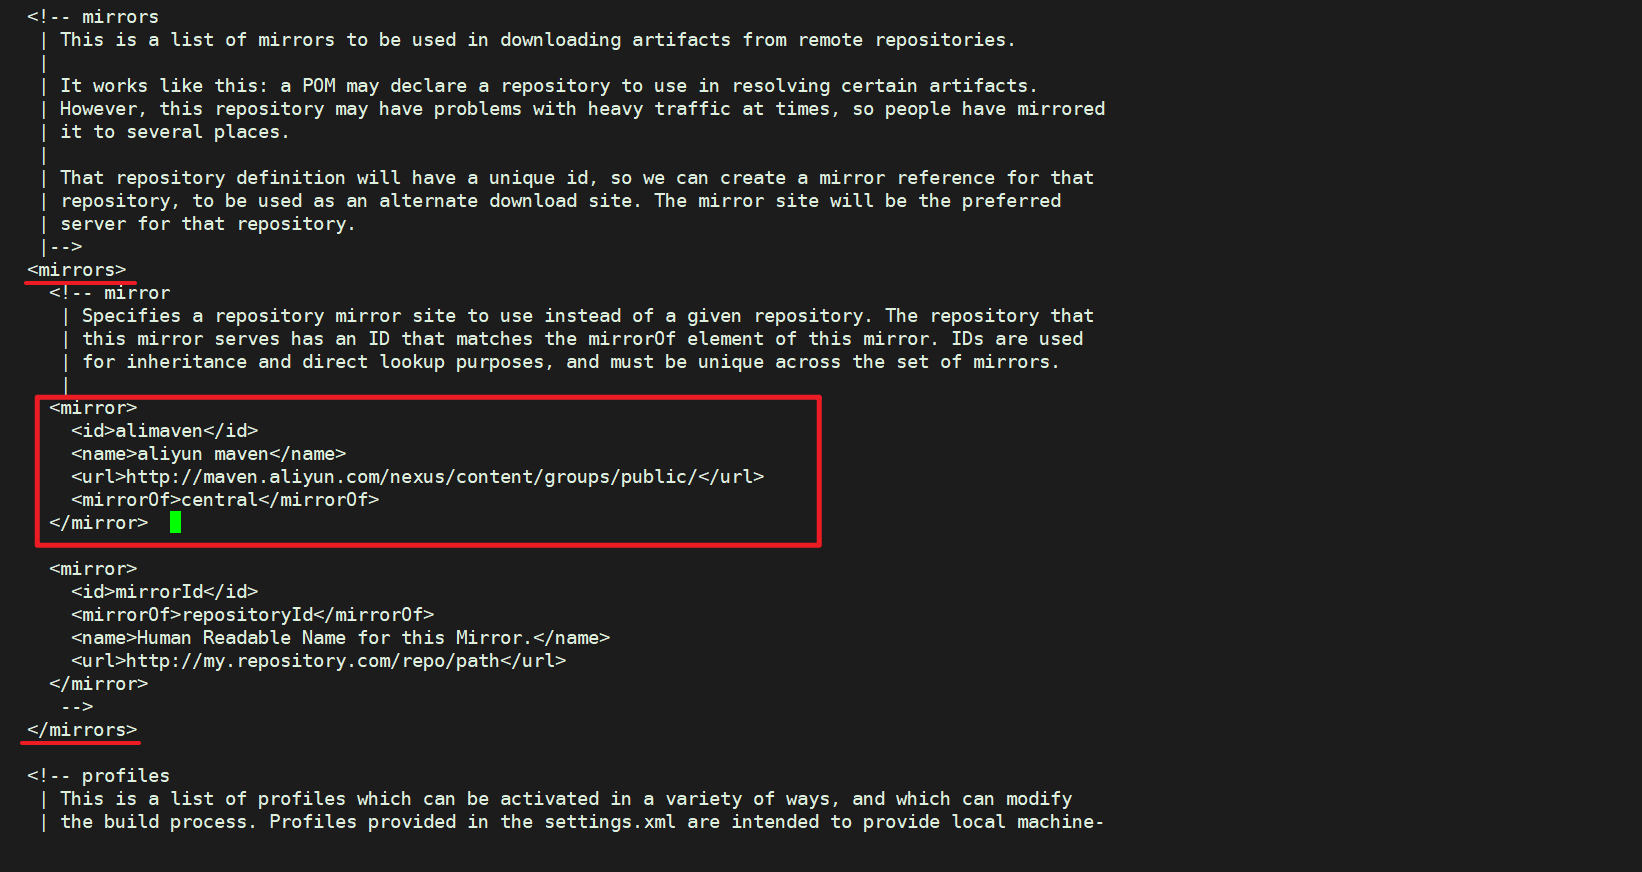 <!-- mirrors
 | This is a list of mirrors to be used in downloading artifacts from remote repositories.
 |
 | It works like this: a POM may declare a repository to use in resolving certain artifacts.
 | However, this repository may have problems with heavy traffic at times, so people have mirrored
 | it to several places.
 |
 | That repository definition will have a unique id, so we can create a mirror reference for that
 | repository, to be used as an alternate download site. The mirror site will be the preferred
 | server for that repository.
 |-->
<mirrors>
  <!-- mirror
   | Specifies a repository mirror site to use instead of a given repository. The repository that
   | this mirror serves has an ID that matches the mirrorOf element of this mirror. IDs are used
   | for inheritance and direct lookup purposes, and must be unique across the set of mirrors.
   |
  <mirror>
    <id>alimaven</id>
    <name>aliyun maven</name>
    <url>http://maven.aliyun.com/nexus/content/groups/public/</url>
    <mirrorOf>central</mirrorOf>
  </mirror>
  <mirror>
    <id>mirrorId</id>
    <mirrorOf>repositoryId</mirrorOf>
    <name>Human Readable Name for this Mirror.</name>
    <url>http://my.repository.com/repo/path</url>
  </mirror>
   -->
</mirrors>
<!-- profiles
 | This is a list of profiles which can be activated in a variety of ways, and which can modify
 | the build process. Profiles provided in the settings.xml are intended to provide local machine-